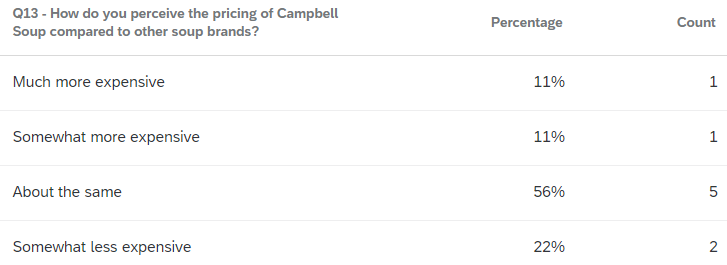 Q13 - How do you perceive the pricing of Campbell
Soup compared to other soup brands? Percentage Count
Much more expensive 11% 1
Somewhat more expensive 11% 1
About the same 56% 5
Somewhat less expensive 22% 2